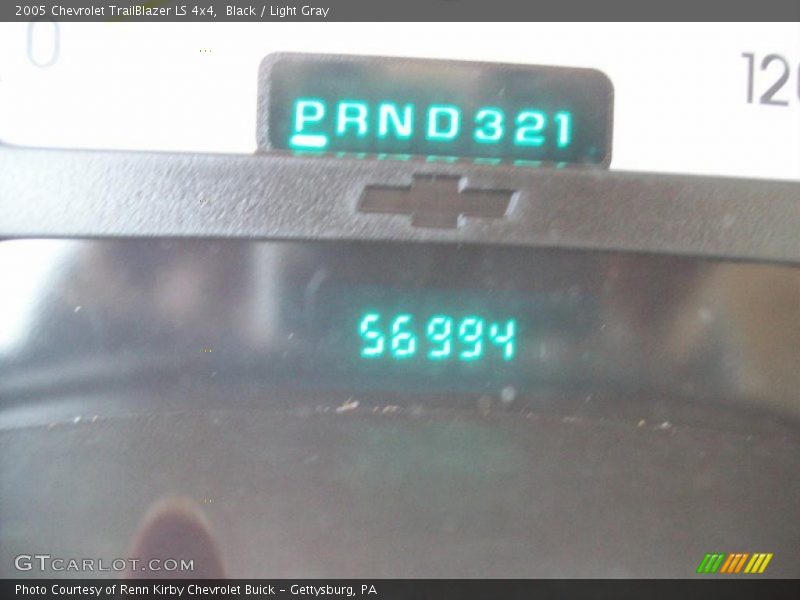 2005 Chevrolet TrailBlazer LS 4x4,  Black / Light Gray
0
120
PRND321
56994
GTCARLOT.COM
Photo Courtesy of Renn Kirby Chevrolet Buick – Gettysburg, PA